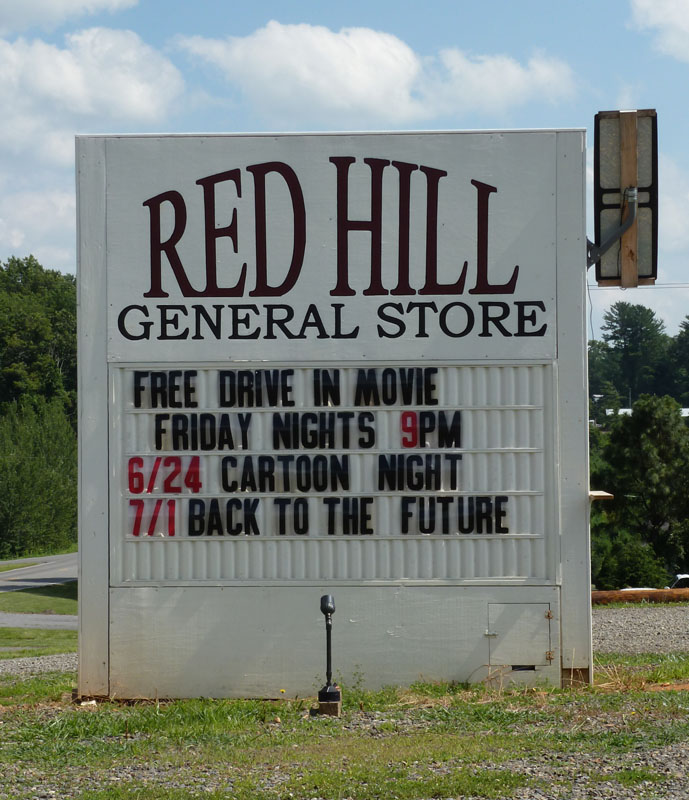 RED HILL
GENERAL STORE
FREE DRIVE IN MOVIE
FRIDAY NIGHTS 9PM
6/24 CARTOON NIGHT
7/1 BACK TO THE FUTURE